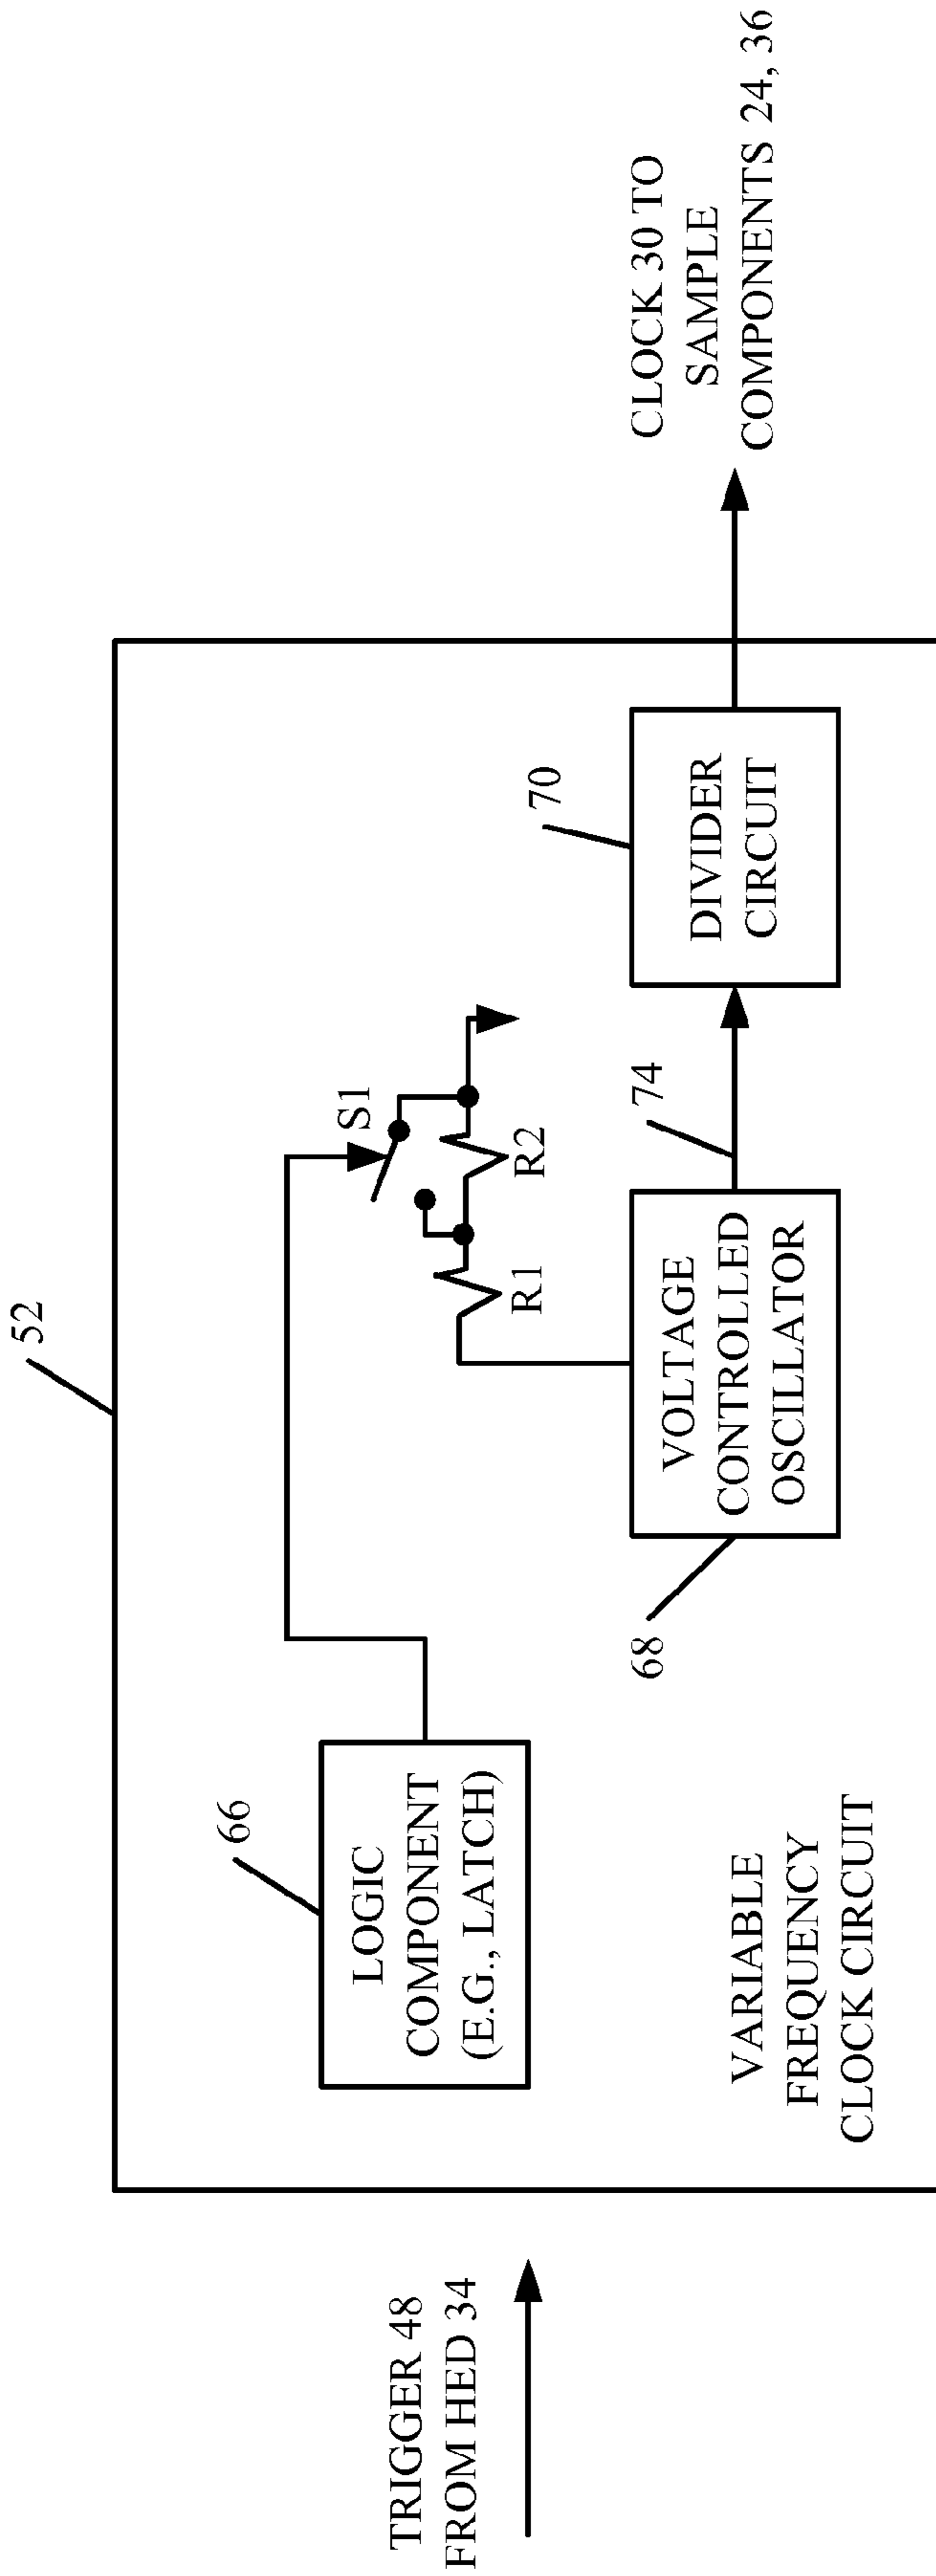 52
TRIGGER 48
FROM HED 34
66
LOGIC
COMPONENT
(E.G., LATCH)
S1
R1
R2
68
VOLTAGE
CONTROLLED
OSCILLATOR
74
70
DIVIDER
CIRCUIT
CLOCK 30 TO
SAMPLE
COMPONENTS 24, 36
VARIABLE
FREQUENCY
CLOCK CIRCUIT